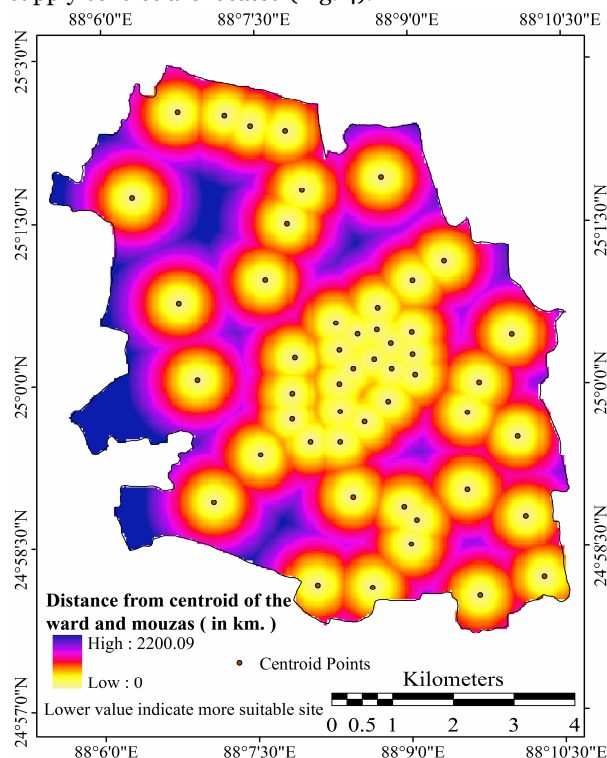 88°6'0"E 88°7'30"E 88°9'0"E 88°10'30"E
25°3'0"N
25°3'0"N
25°1'30"N
25°1'30"N
25°0'0"N
25°0'0"N
24°58'30"N
24°58'30"N
24°57'0"N
Distance from centroid of the
ward and mouzas ( in km. )
High : 2200.09
Low : 0
Centroid Points
Lower value indicate more suitable site
Kilometers
0 0.5 1 2 3 4
88°6'0"E 88°7'30"E 88°9'0"E 88°10'30"E